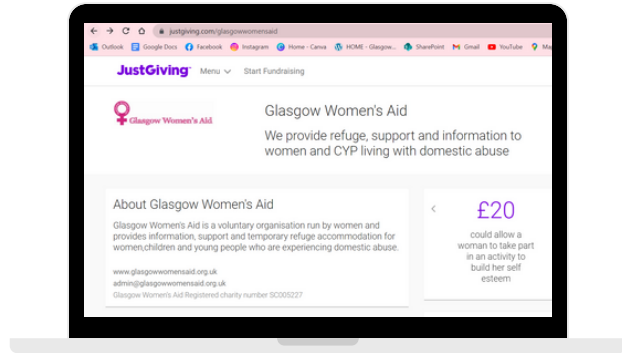 justgiving.com/glasgowwomensaid
Outlook Google Docs Facebook Instagram Home - Canva HOME - Glasgow... SharePoint Gmail YouTube Ma
JustGiving Menu Start Fundraising
Glasgow Women's Aid
Glasgow Women's Aid
We provide refuge, support and information to
women and CYP living with domestic abuse
About Glasgow Women's Aid
Glasgow Women's Aid is a voluntary organisation run by women and
provides information, support and temporary refuge accommodation for
women,children and young people who are experiencing domestic abuse.
www.glasgowwomensaid.org.uk
admin@glasgowwomensaid.org.uk
Glasgow Women's Aid Registered charity number SC005227
£20
could allow a
woman to take part
in an activity to
build her self
esteem